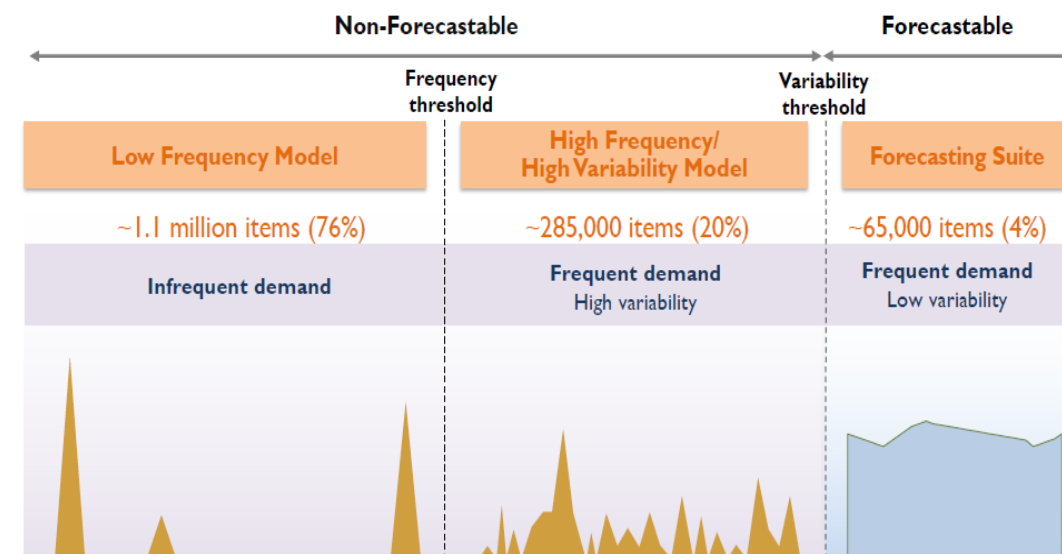 Non-Forecastable
Forecastable
Frequency
threshold
Variability
threshold
Low Frequency Model
High Frequency/
High Variability Model
Forecasting Suite
~1.1 million items (76%)
~285,000 items (20%)
~65,000 items (4%)
Infrequent demand
Frequent demand
High variability
Frequent demand
Low variability